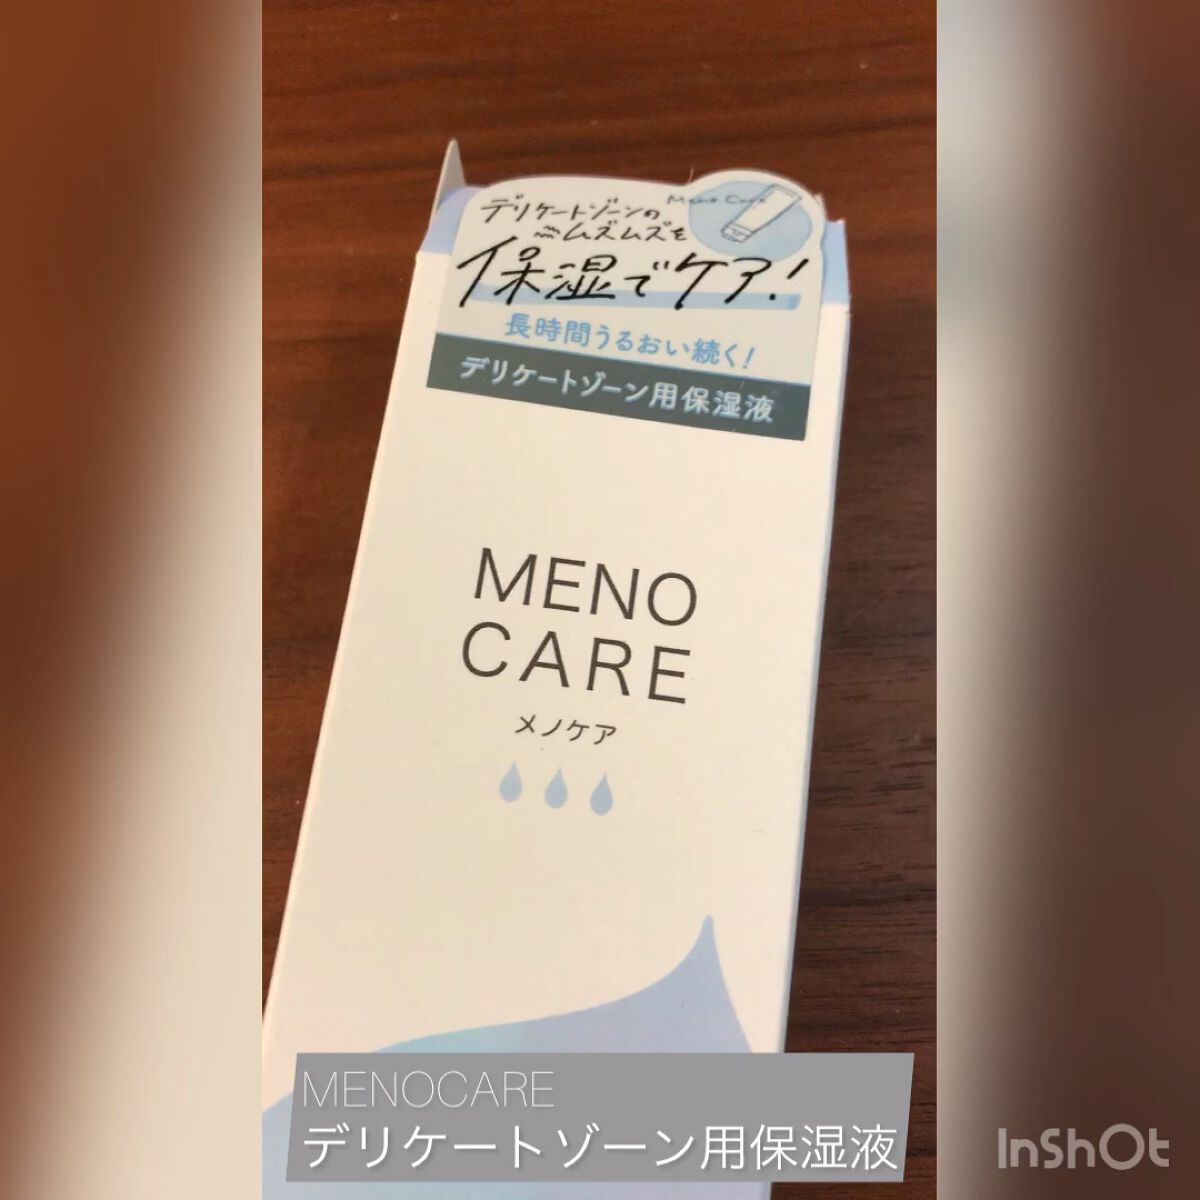 デリケートゾーンの
ムズムズを
Meno Care
保湿でケア!
長時間うるおい続く!
デリケートゾーン用保湿液
MENO
CARE
メノケア
MENOCARE
デリケートゾーン用保湿液
InShOt